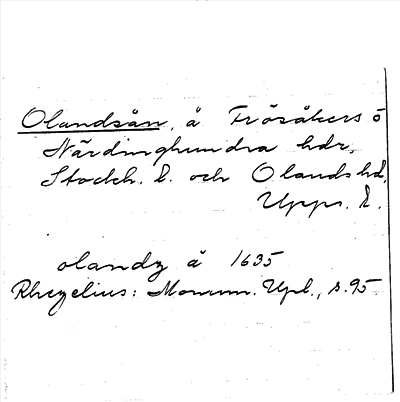 Olandsån, å Frösåkers o
Närdinghundra hdr,
Stockh. l. och Olands hd,
Upps. l.
olandz å 1635
Rhezelius: Monum. Upl., s. 95